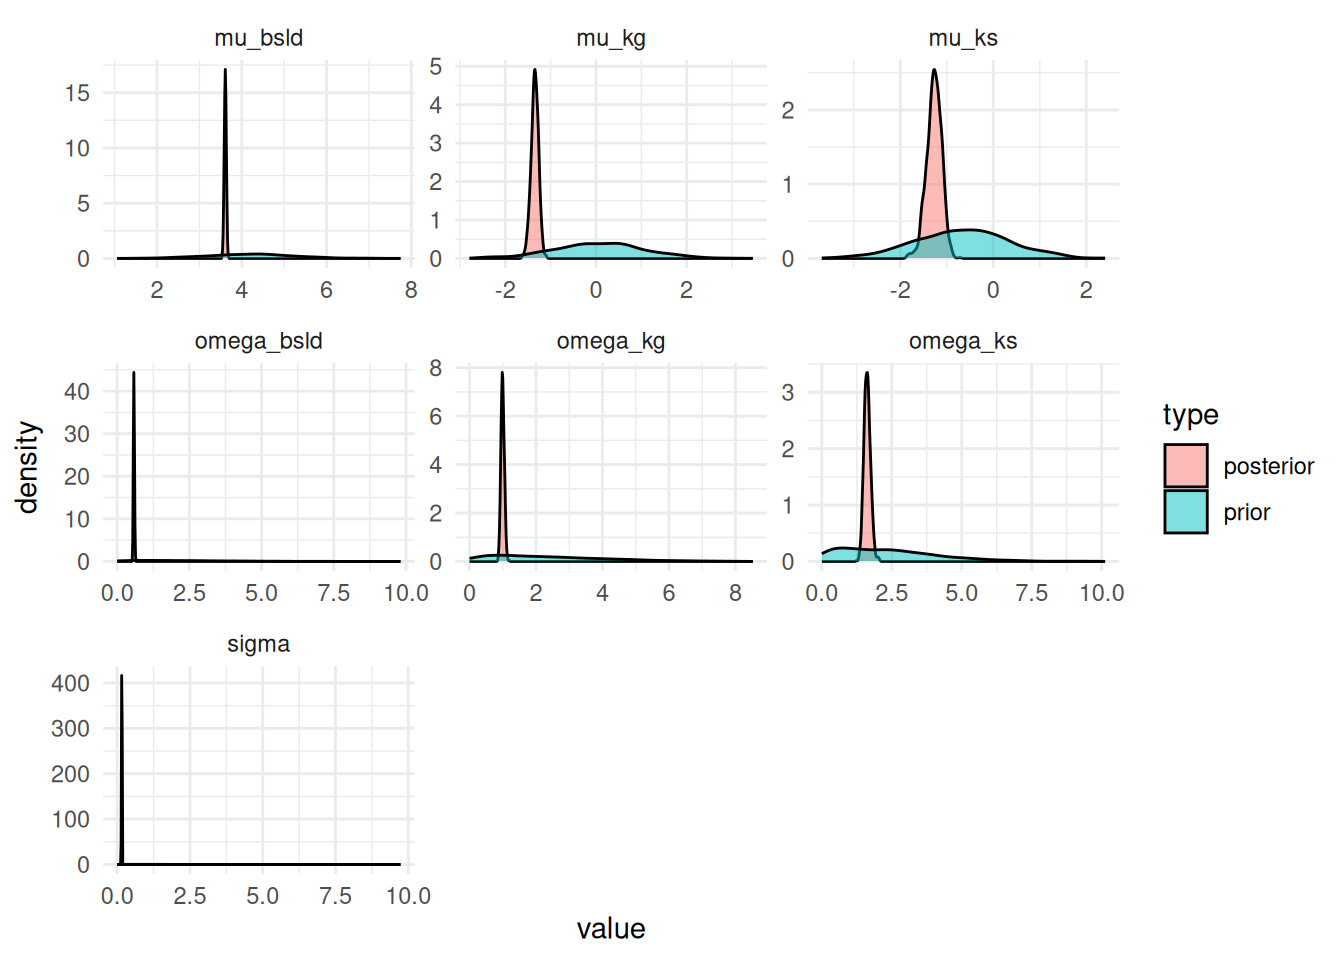 mu_bsld mu_kg mu_ks
15
10
5
0
2 4 6 8
5
4
3
2
1
0
-2 0 2
2
1
0
-2 0 2
omega_bsld omega_kg omega_ks
40
30
20
10
0
0.0 2.5 5.0 7.5 10.0
8
6
4
2
0
0 2 4 6 8
3
2
1
0
0.0 2.5 5.0 7.5 10.0
sigma
400
300
200
100
0
0.0 2.5 5.0 7.5 10.0
density
value
type
posterior
prior